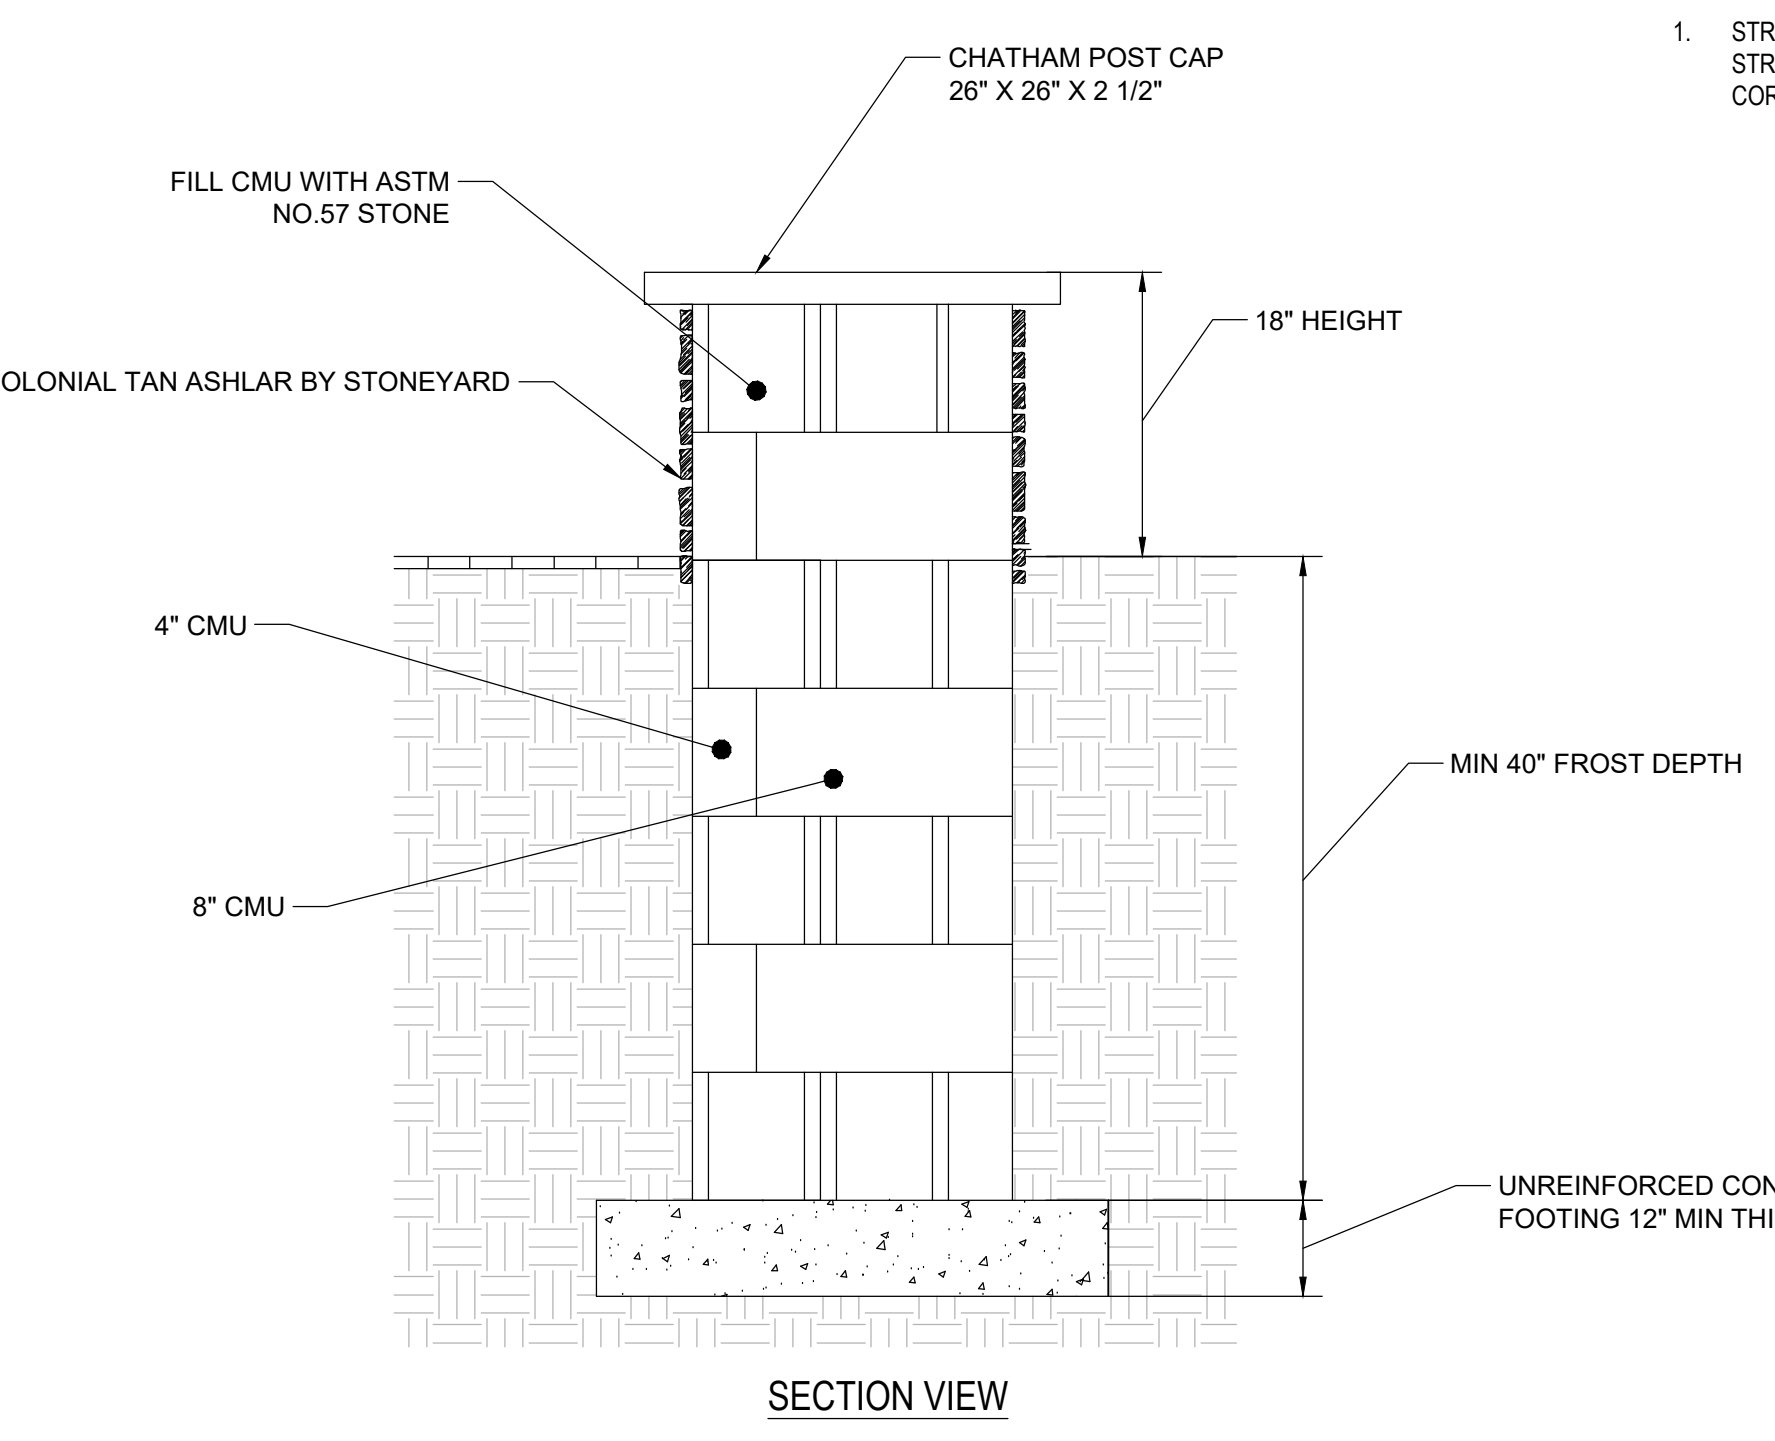 1. STR
STR
COR
CHATHAM POST CAP
26" X 26" X 2 1/2"
FILL CMU WITH ASTM
NO.57 STONE
18" HEIGHT
OLONIAL TAN ASHLAR BY STONEYARD
4" CMU
MIN 40" FROST DEPTH
8" CMU
UNREINFORCED CON
FOOTING 12" MIN THI
SECTION VIEW